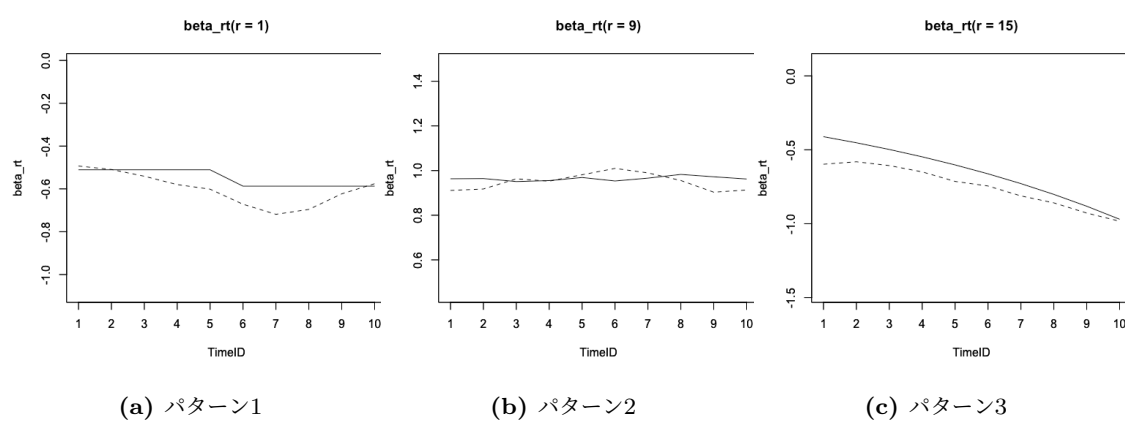 beta_rt(r = 1)
beta_rt
0.0
-0.2
-0.4
-0.6
-0.8
-1.0
1 2 3 4 5 6 7 8 9 10
TimeID
(a) パターン1
beta_rt(r = 9)
beta_rt
1.4
1.2
1.0
0.8
0.6
1 2 3 4 5 6 7 8 9 10
TimeID
(b) パターン2
beta_rt(r = 15)
beta_rt
0.0
-0.5
-1.0
-1.5
1 2 3 4 5 6 7 8 9 10
TimeID
(c) パターン3